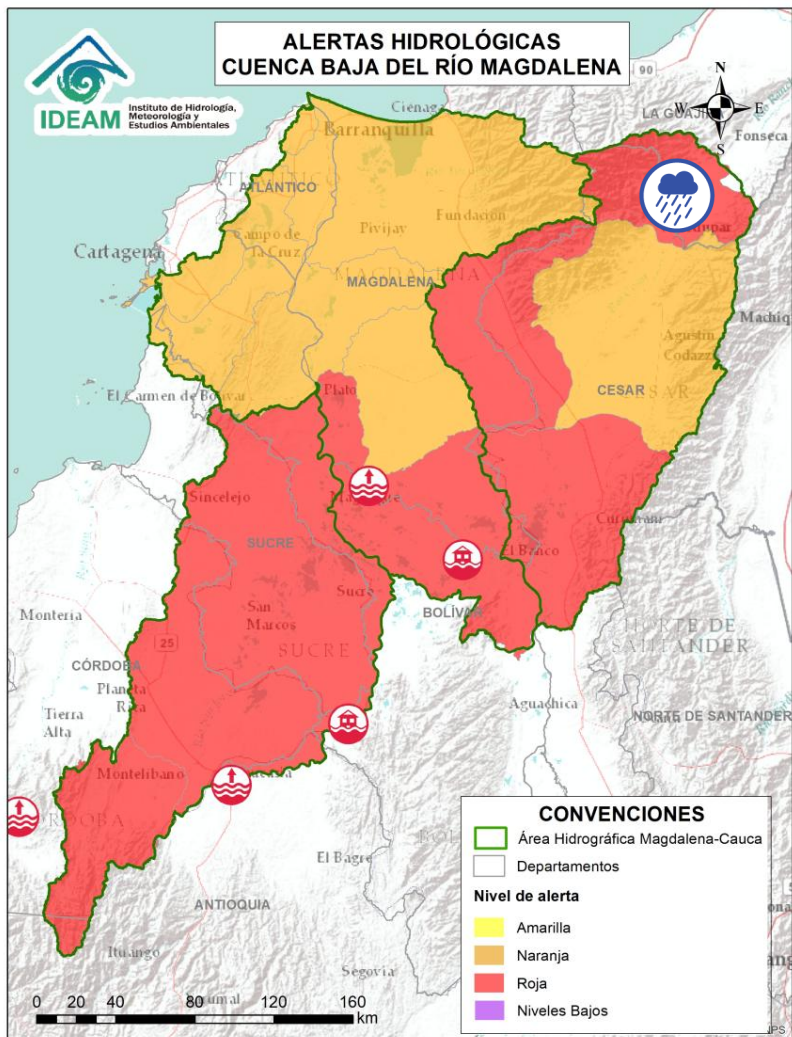 ALERTAS HIDROLÓGICAS
CUENCA BAJA DEL RÍO MAGDALENA
IDEAM
Instituto de Hidrología,
Meteorología y
Estudios Ambientales
N
W
E
S
90
Ciénaga
LA GUAJIRA
Fonseca
Barranquilla
ATLÁNTICO
Fundación
Pivijay
Campo de
la Cruz
Cartagena
MAGDALENA
MAGDALENA
Agustín
Codazzi
El Carmen de Bolívar
Plato
CESAR
Sincelejo
Curumaní
SUCRE
El Banco
Sucre
San
Marcos
BOLÍVAR
Montería
SUCRE
NORTE DE
SANTANDER
25
CÓRDOBA
Planeta
Rica
Tierra
Alta
Aguachica
NORTE DE SANTANDER
Montelíbano
El Bagre
ANTIOQUIA
Ituango
Segovia
CONVENCIONES
Área Hidrográfica Magdalena-Cauca
Departamentos
Nivel de alerta
Amarilla
Naranja
Roja
Niveles Bajos
0 20 40 80 120 160
km